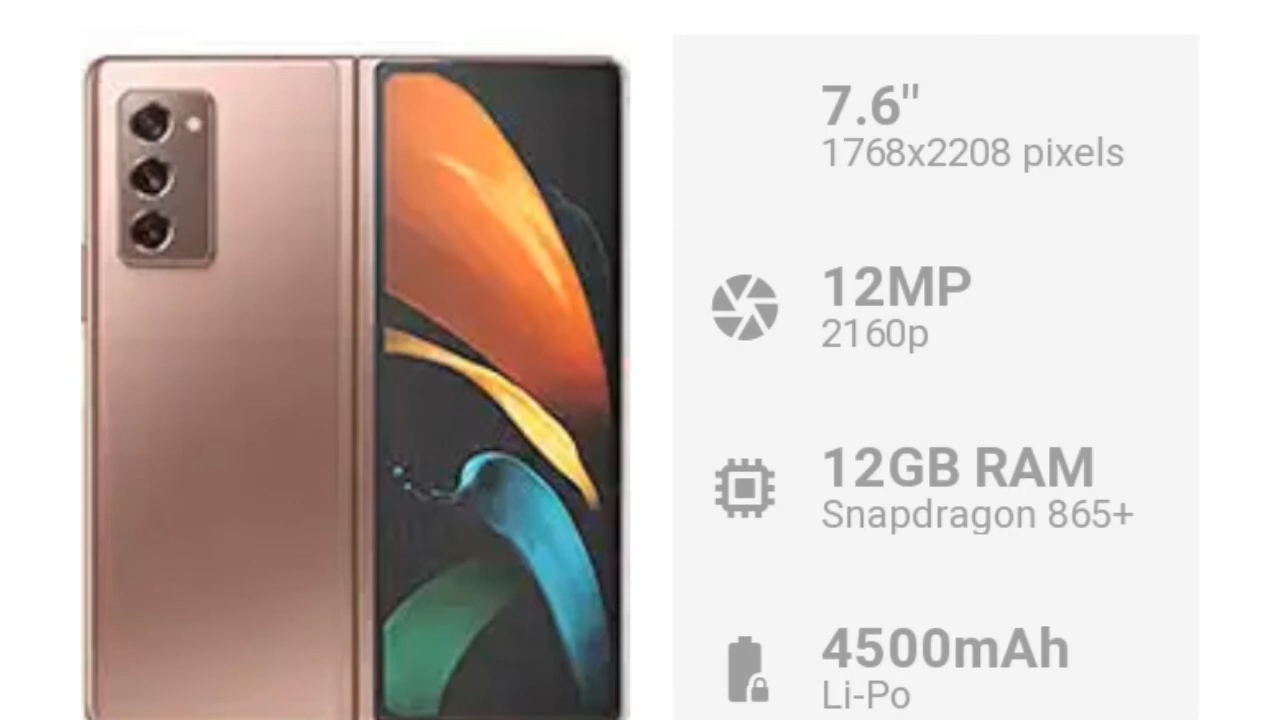 7.6"
1768x2208 pixels
12MP
2160p
12GB RAM
Snapdragon 865+
4500mAh
Li-Po